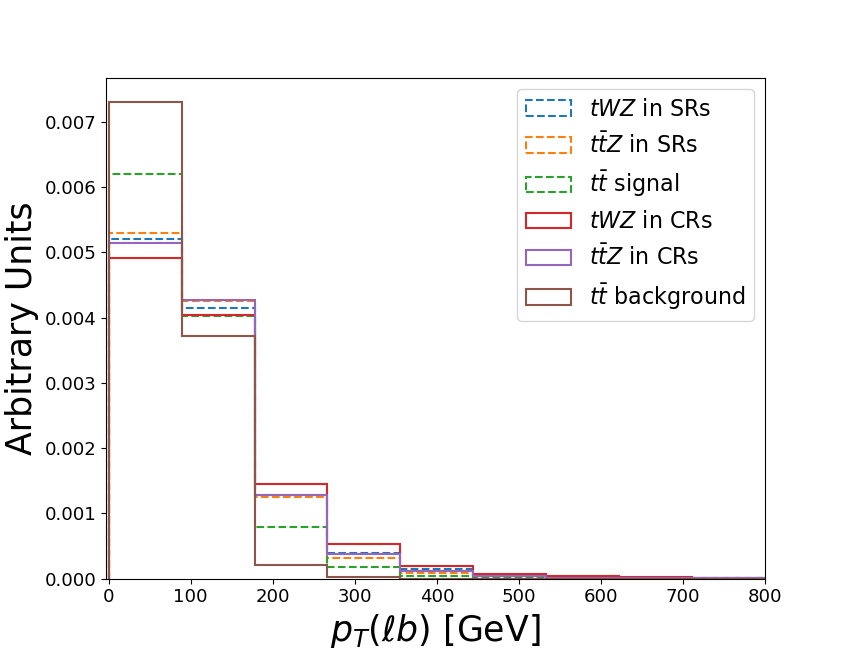 tWZ in SRs
tt̄Z in SRs
tt̄ signal
tWZ in CRs
tt̄Z in CRs
tt̄ background
Arbitrary Units
0.007
0.006
0.005
0.004
0.003
0.002
0.001
0.000
0 100 200 300 400 500 600 700 800
p_T(ℓb) [GeV]